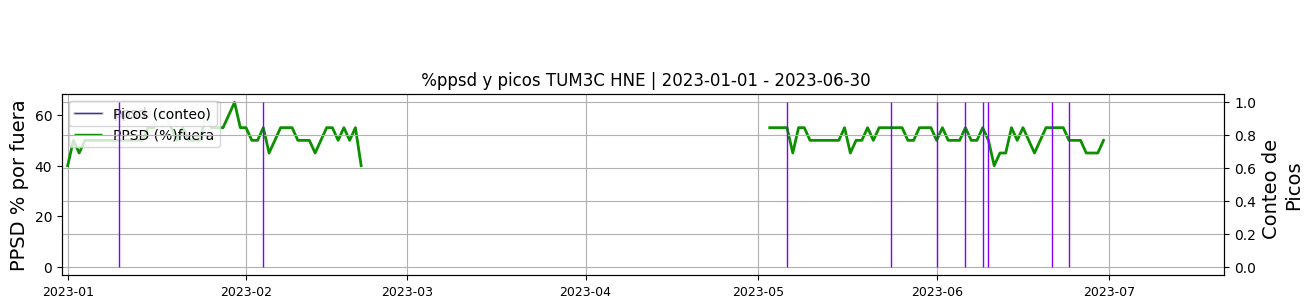 %ppsd y picos TUM3C HNE | 2023-01-01 - 2023-06-30
PPSD % por fuera
60
40
20
0
Picos (conteo)
PPSD (%)fuera
1.0
0.8
0.6
0.4
0.2
0.0
Conteo de
Picos
2023-01
2023-02
2023-03
2023-04
2023-05
2023-06
2023-07